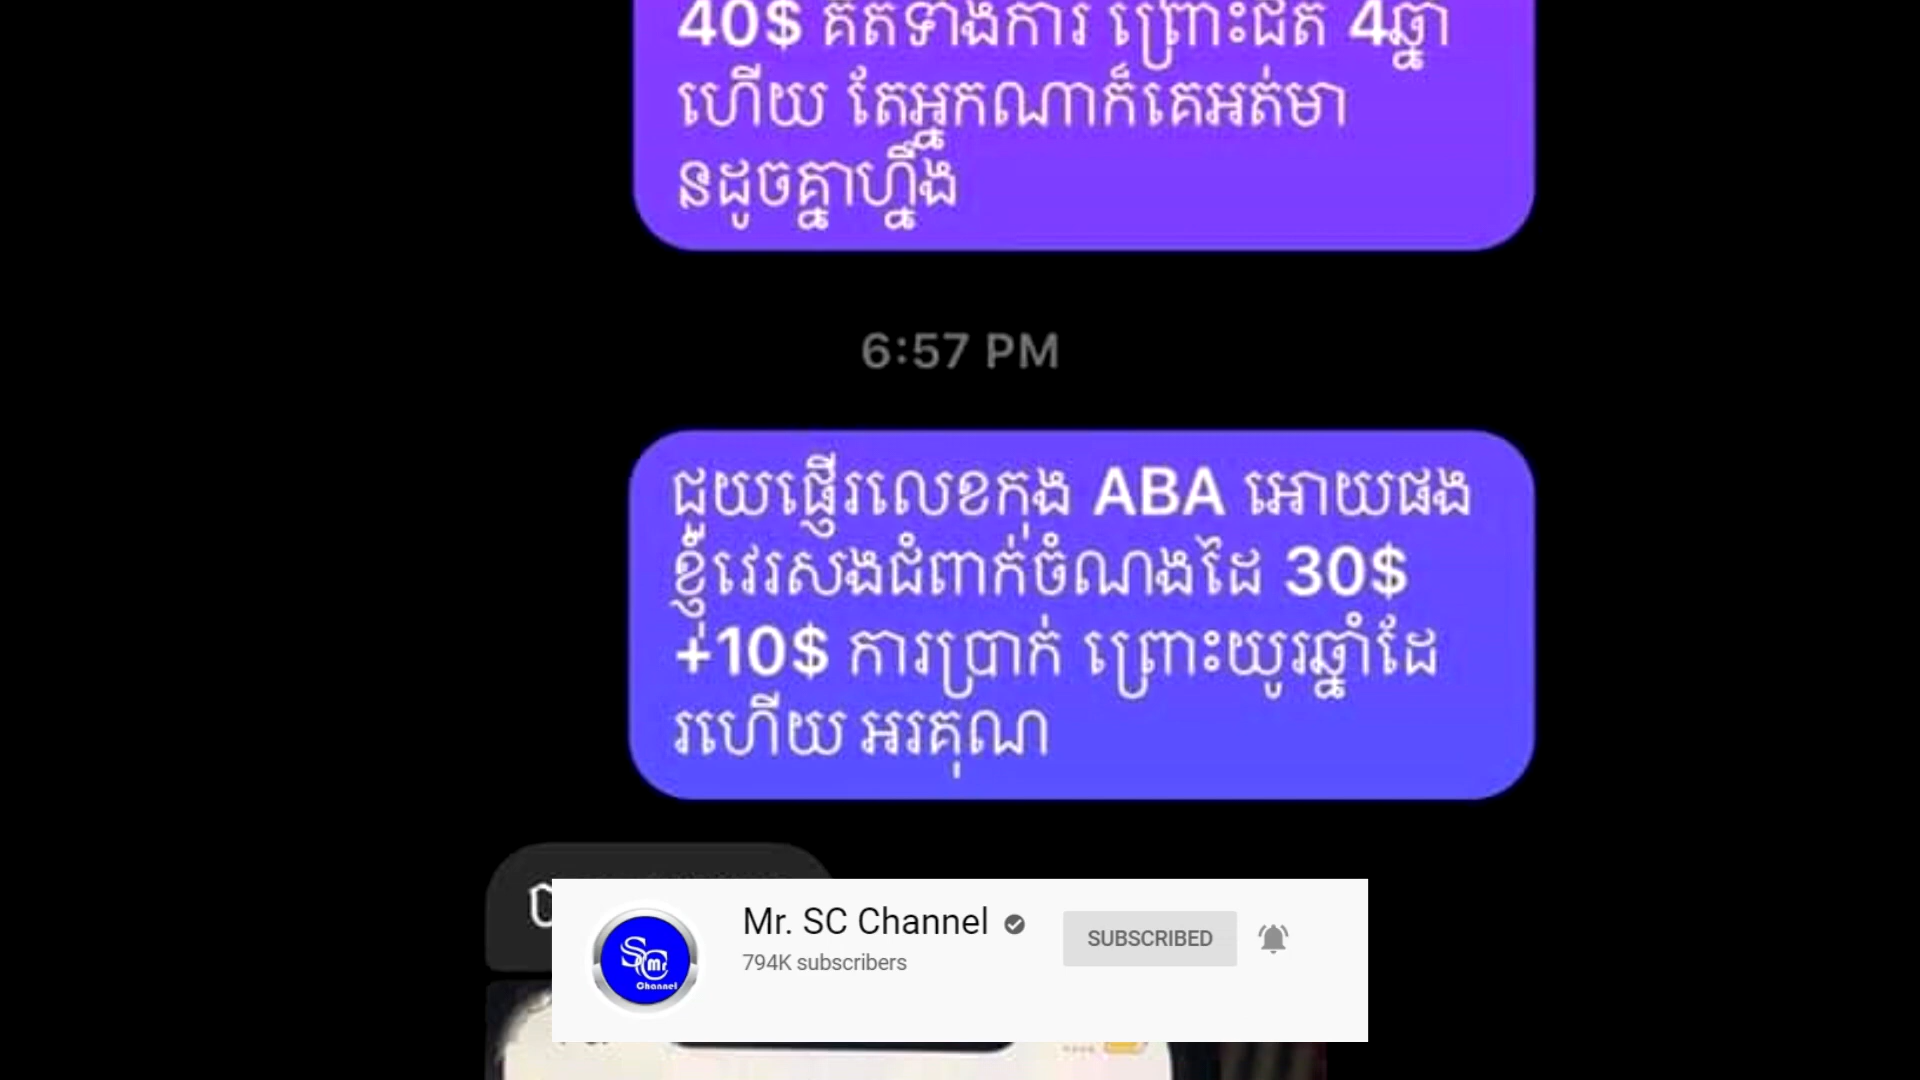 40$ គិតទាំងការ ព្រោះជិត 4ឆ្នាំ
ហើយ តែអ្នកណាក៏គេអត់មា
នដូចគ្នាហ្នឹង
6:57 PM
ជួយផ្ញើរលេខកុង ABA អោយផង
ខ្ញុំវេរសងជំពាក់ចំណងដៃ 30$
+10$ ការប្រាក់ ព្រោះយូរឆ្នាំដែ
រហើយ អរគុណ
Mr. SC Channel
794K subscribers
SUBSCRIBED
SC Mr
Channel